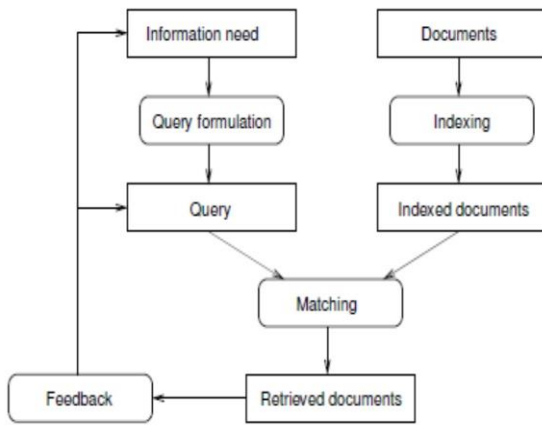 Information need
Documents
Query formulation
Indexing
Query
Indexed documents
Matching
Feedback
Retrieved documents